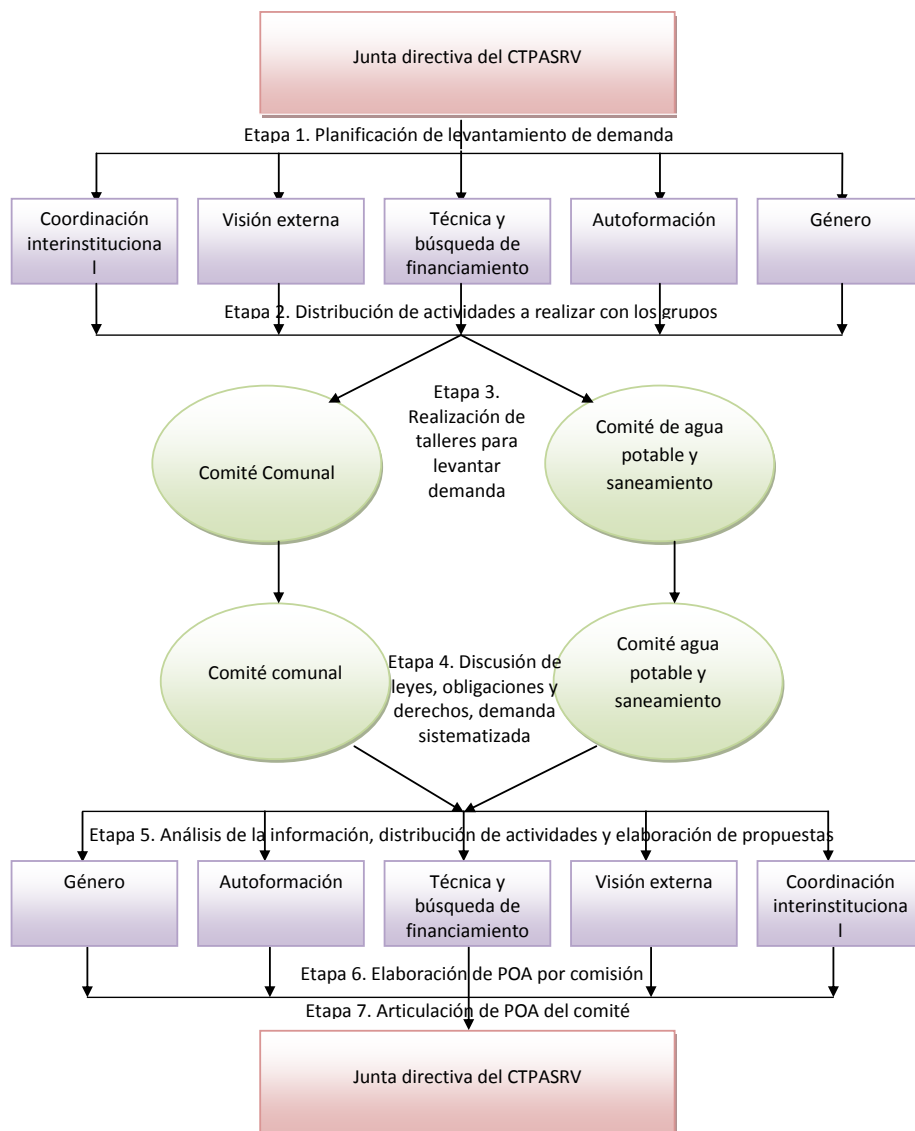 Junta directiva del CTPASRV
Etapa 1. Planificación de levantamiento de demanda
Coordinación
interinstituciona
l
Visión externa
Técnica y
búsqueda de
financiamiento
Autoformación
Género
Etapa 2. Distribución de actividades a realizar con los grupos
Comité Comunal
Etapa 3.
Realización de
talleres para
levantar
demanda
Comité de agua
potable y
saneamiento
Comité comunal
Etapa 4. Discusión de
leyes, obligaciones y
derechos, demanda
sistematizada
Comité agua
potable y
saneamiento
Etapa 5. Análisis de la información, distribución de actividades y elaboración de propuestas
Género
Autoformación
Técnica y
búsqueda de
financiamiento
Visión externa
Coordinación
interinstituciona
l
Etapa 6. Elaboración de POA por comisión
Etapa 7. Articulación de POA del comité
Junta directiva del CTPASRV